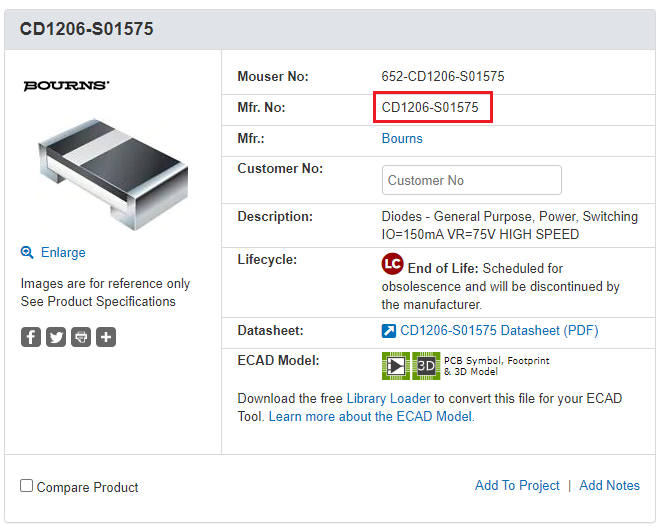 CD1206-S01575
BOURNS®
Enlarge
Images are for reference only
See Product Specifications
Mouser No: 652-CD1206-S01575
Mfr. No: CD1206-S01575
Mfr.: Bourns
Customer No: Customer No
Description: Diodes - General Purpose, Power, Switching
IO=150mA VR=75V HIGH SPEED
Lifecycle: LC End of Life: Scheduled for
obsolescence and will be discontinued by
the manufacturer.
Datasheet: CD1206-S01575 Datasheet (PDF)
ECAD Model: 3D PCB Symbol, Footprint
& 3D Model
Download the free Library Loader to convert this file for your ECAD
Tool. Learn more about the ECAD Model.
Compare Product
Add To Project | Add Notes